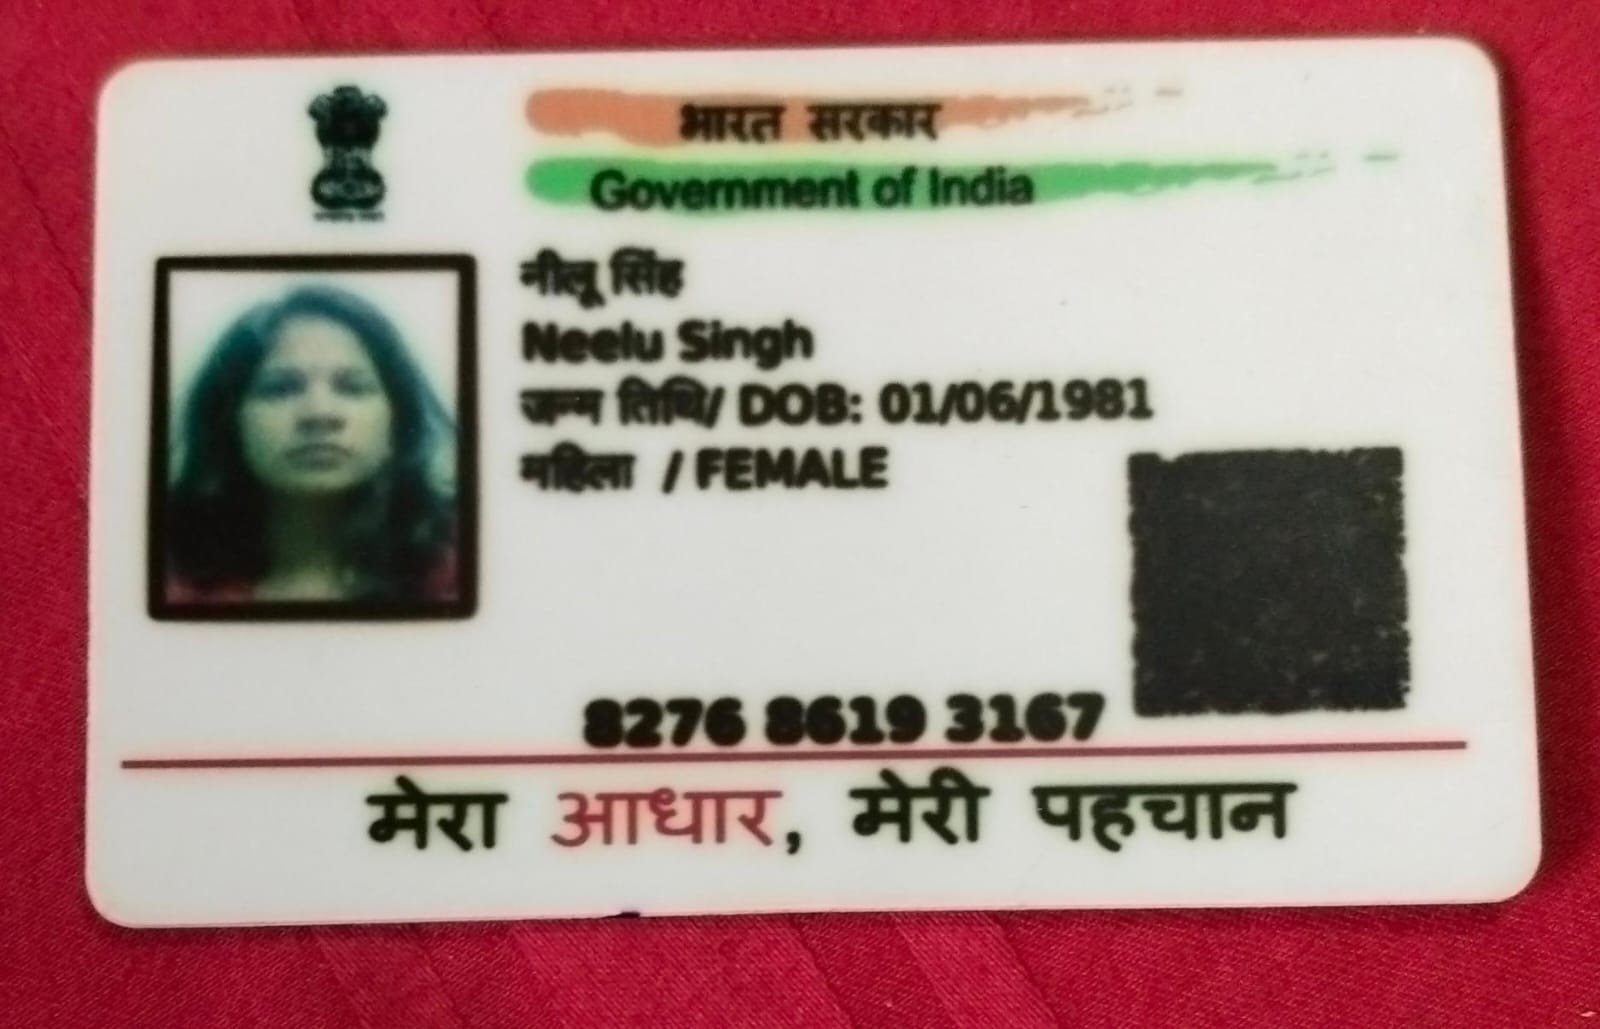 भारत सरकार
Government of India
नीलू सिंह
Neelu Singh
जन्म तिथि/ DOB: 01/06/1981
महिला / FEMALE
8276 8619 3167
मेरा आधार, मेरी पहचान